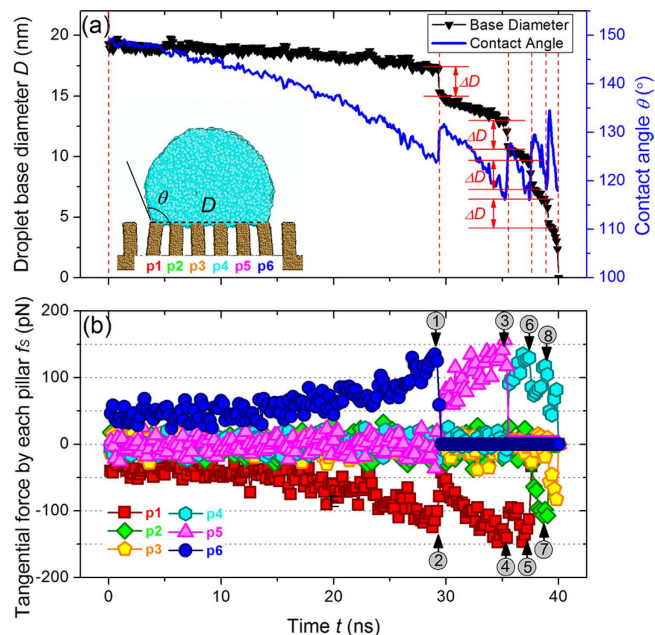 (a)
Base Diameter
Contact Angle
Droplet base diameter D (nm)
20
15
10
5
0
Contact angle θ (°)
150
140
130
120
110
100
ΔD
ΔD
ΔD
ΔD
θ
D
p1 p2 p3 p4 p5 p6
(b)
Tangential force by each pillar fs (pN)
200
100
0
-100
-200
1
3
6
8
2
4
5
7
p1 p4
p2 p5
p3 p6
0 10 20 30 40
Time t (ns)